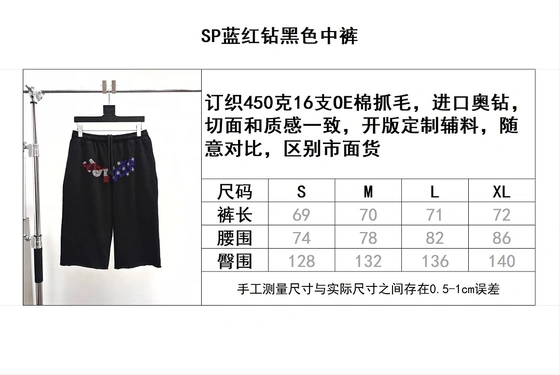 SP蓝红钻黑色中裤
订织450克16支OE棉抓毛，进口奥钻，
切面和质感一致，开版定制辅料，随
意对比，区别市面货
尺码 S M L XL
裤长 69 70 71 72
腰围 74 78 82 86
臀围 128 132 136 140
手工测量尺寸与实际尺寸之间存在0.5-1cm误差